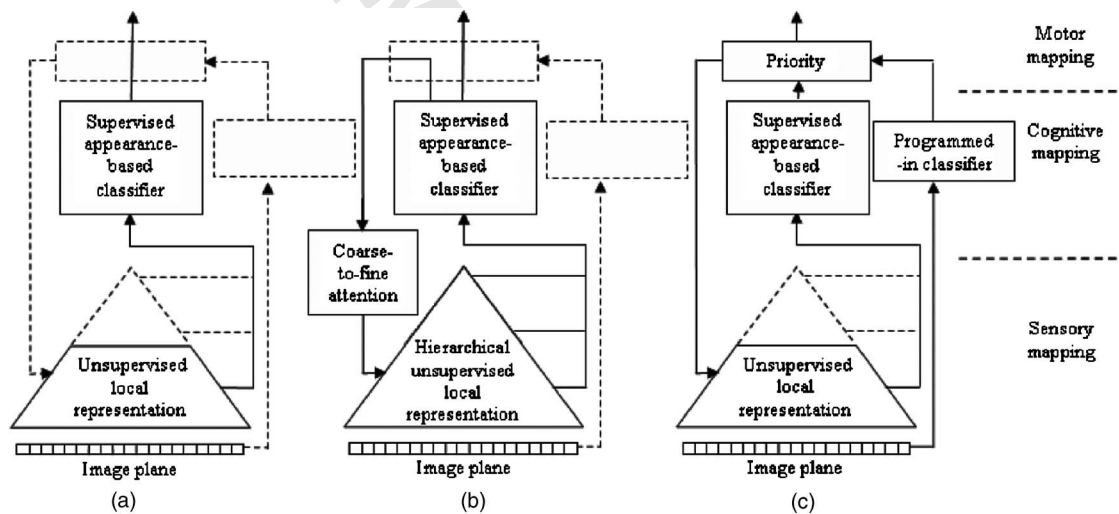 Supervised
appearance-
based
classifier
Unsupervised
local
representation
Image plane
(a)
Supervised
appearance-
based
classifier
Coarse-
to-fine
attention
Hierarchical
unsupervised
local
representation
Image plane
(b)
Priority
Supervised
appearance-
based
classifier
Programmed
-in classifier
Unsupervised
local
representation
Image plane
(c)
Motor
mapping
Cognitive
mapping
Sensory
mapping